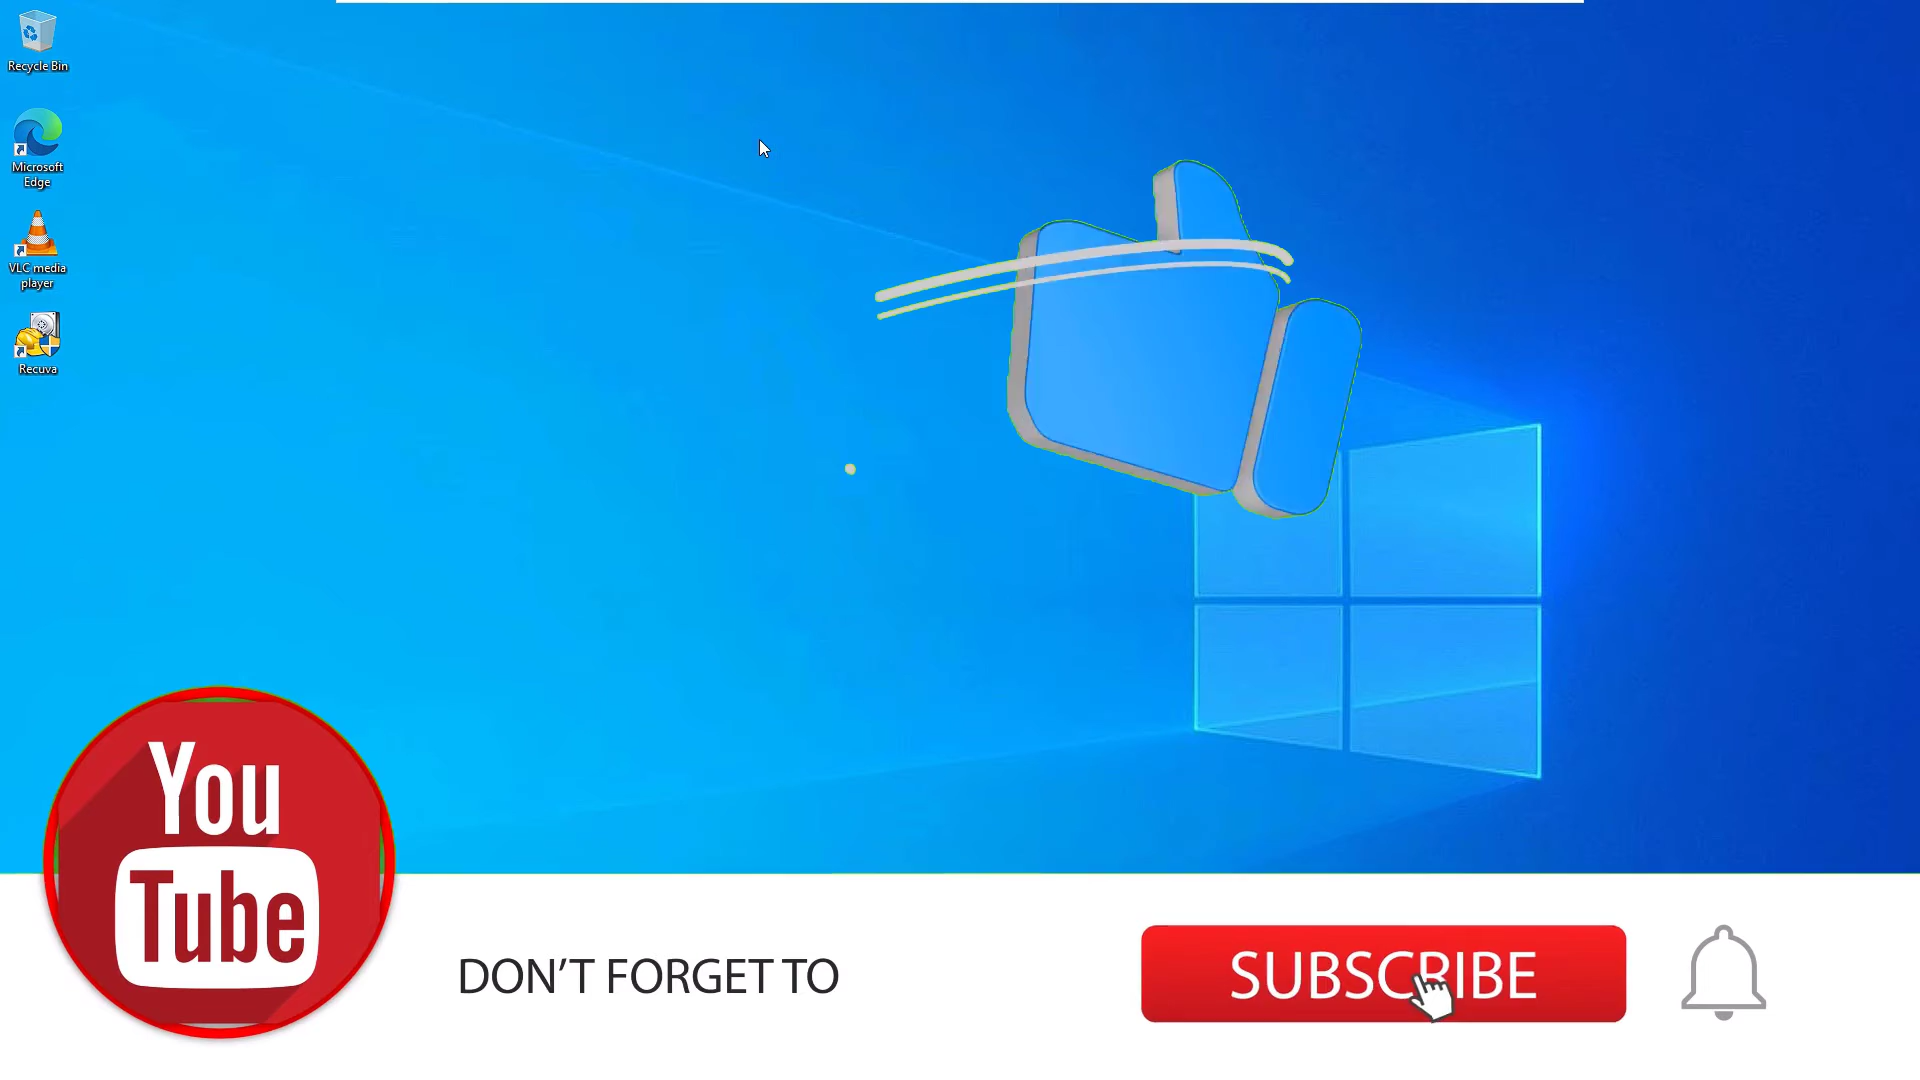 Recycle Bin
Microsoft
Edge
VLC media
player
Recuva
You
Tube
DON'T FORGET TO
SUBSCRIBE